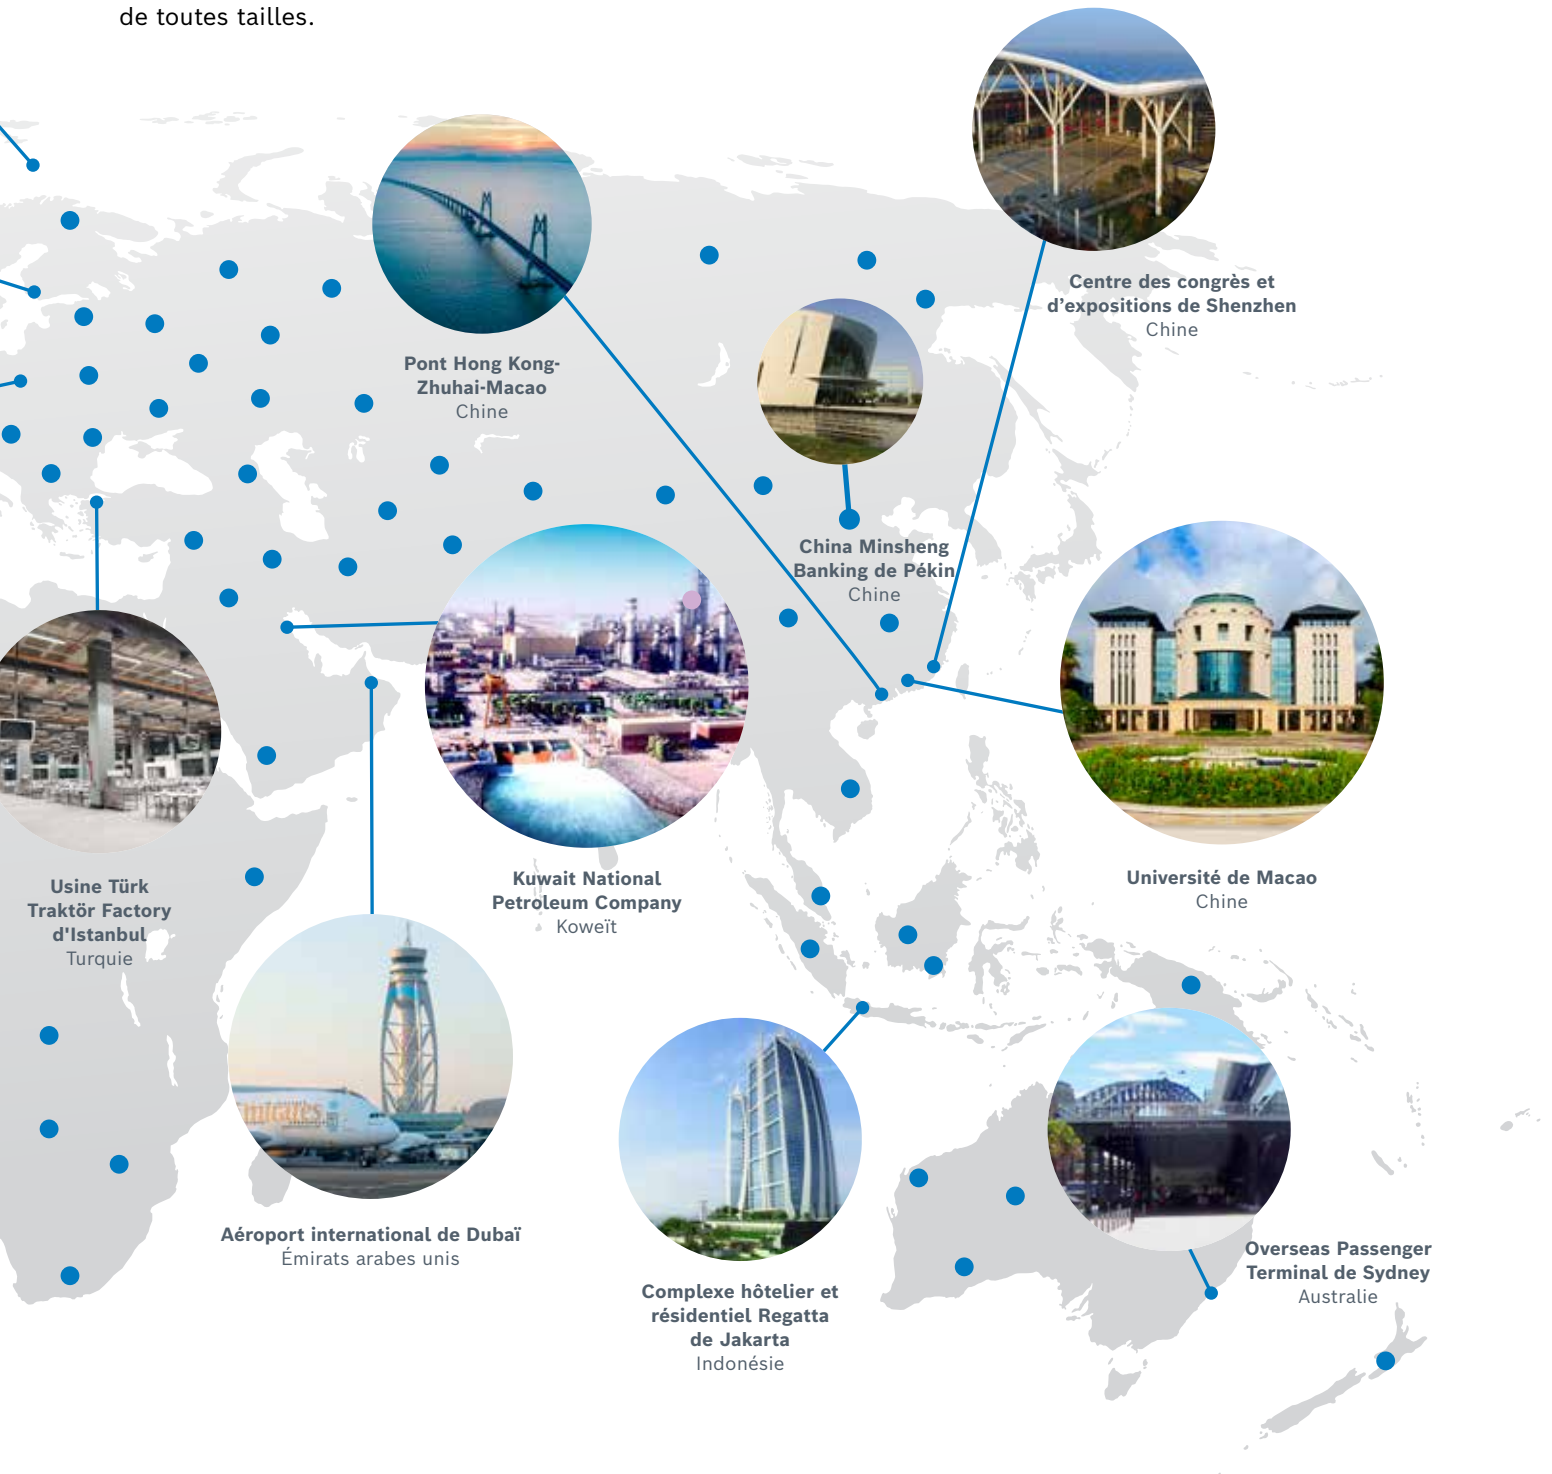 de toutes tailles.
Centre des congrès et
d’expositions de Shenzhen
Chine
Pont Hong Kong-
Zhuhai-Macao
Chine
China Minsheng
Banking de Pékin
Chine
Usine Türk
Traktör Factory
d'Istanbul
Turquie
Kuwait National
Petroleum Company
Koweït
Université de Macao
Chine
Emirates
Aéroport international de Dubaï
Émirats arabes unis
Complexe hôtelier et
résidentiel Regatta
de Jakarta
Indonésie
Overseas Passenger
Terminal de Sydney
Australie